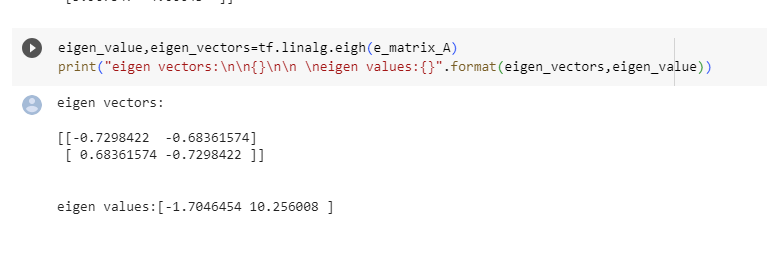 eigen_value,eigen_vectors=tf.linalg.eigh(e_matrix_A)
print("eigen vectors:\n\n{}\n\n \neigen values:{}".format(eigen_vectors,eigen_value))
eigen vectors:
[[-0.7298422  -0.68361574]
 [ 0.68361574 -0.7298422 ]]
eigen values:[-1.7046454 10.256008 ]